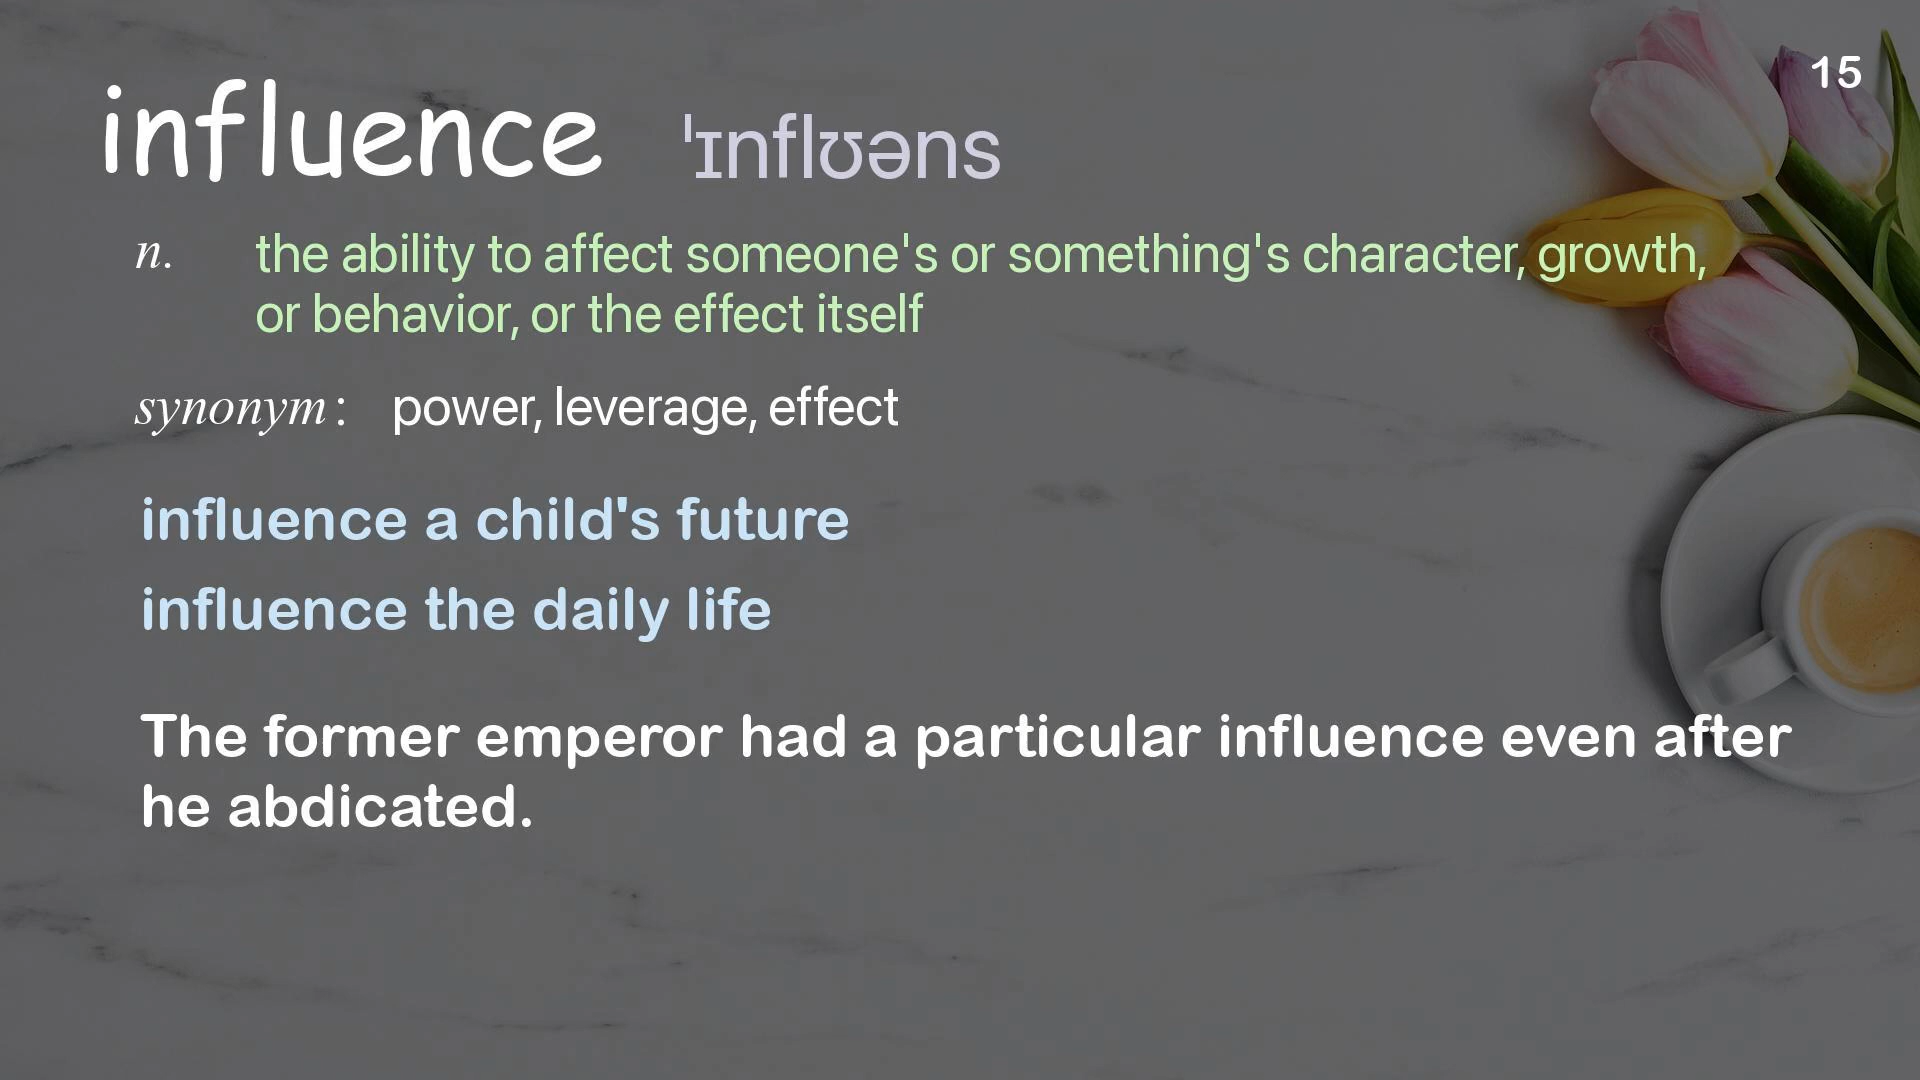 15
influence ˈɪnflʊəns
n. the ability to affect someone's or something's character, growth,
or behavior, or the effect itself
synonym: power, leverage, effect
influence a child's future
influence the daily life
The former emperor had a particular influence even after
he abdicated.